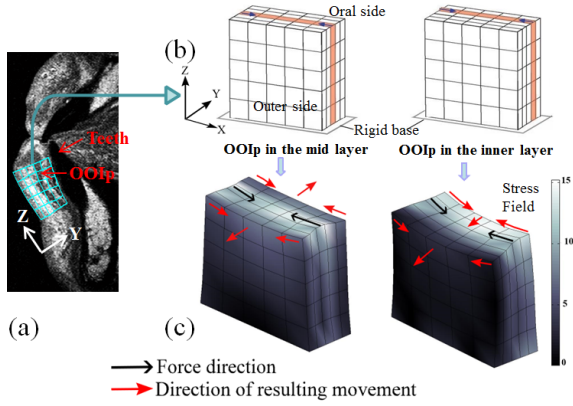 (b)
Oral side
Z
Y
X
Outer side
Rigid base
Teeth
OOIp
Z
Y
(a)
OOIp in the mid layer
OOIp in the inner layer
Stress
Field
15
10
5
0
(c)
Force direction
Direction of resulting movement